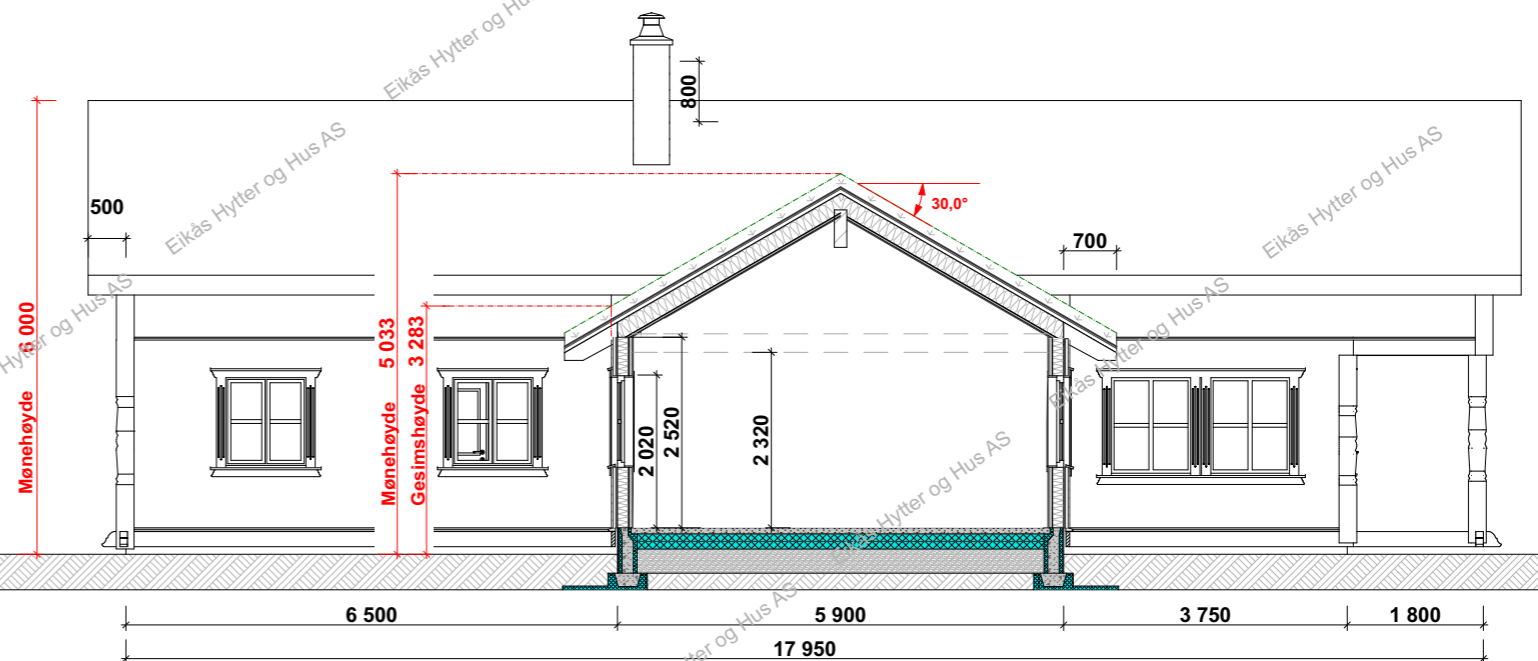 Eikås Hytter og Hus
800
Eikås Hytter og Hus AS
Eikås Hytter og Hus AS
500
30,0°
700
Hytter og Hus AS
Eikås Hytter og Hus AS
Mønehøyde 6 000
Mønehøyde 5 033
Gesimshøyde 3 283
2 020
2 520
2 320
Eikås Hytter og Hus AS
6 500
5 900
3 750
1 800
tter og Hus AS
17 950